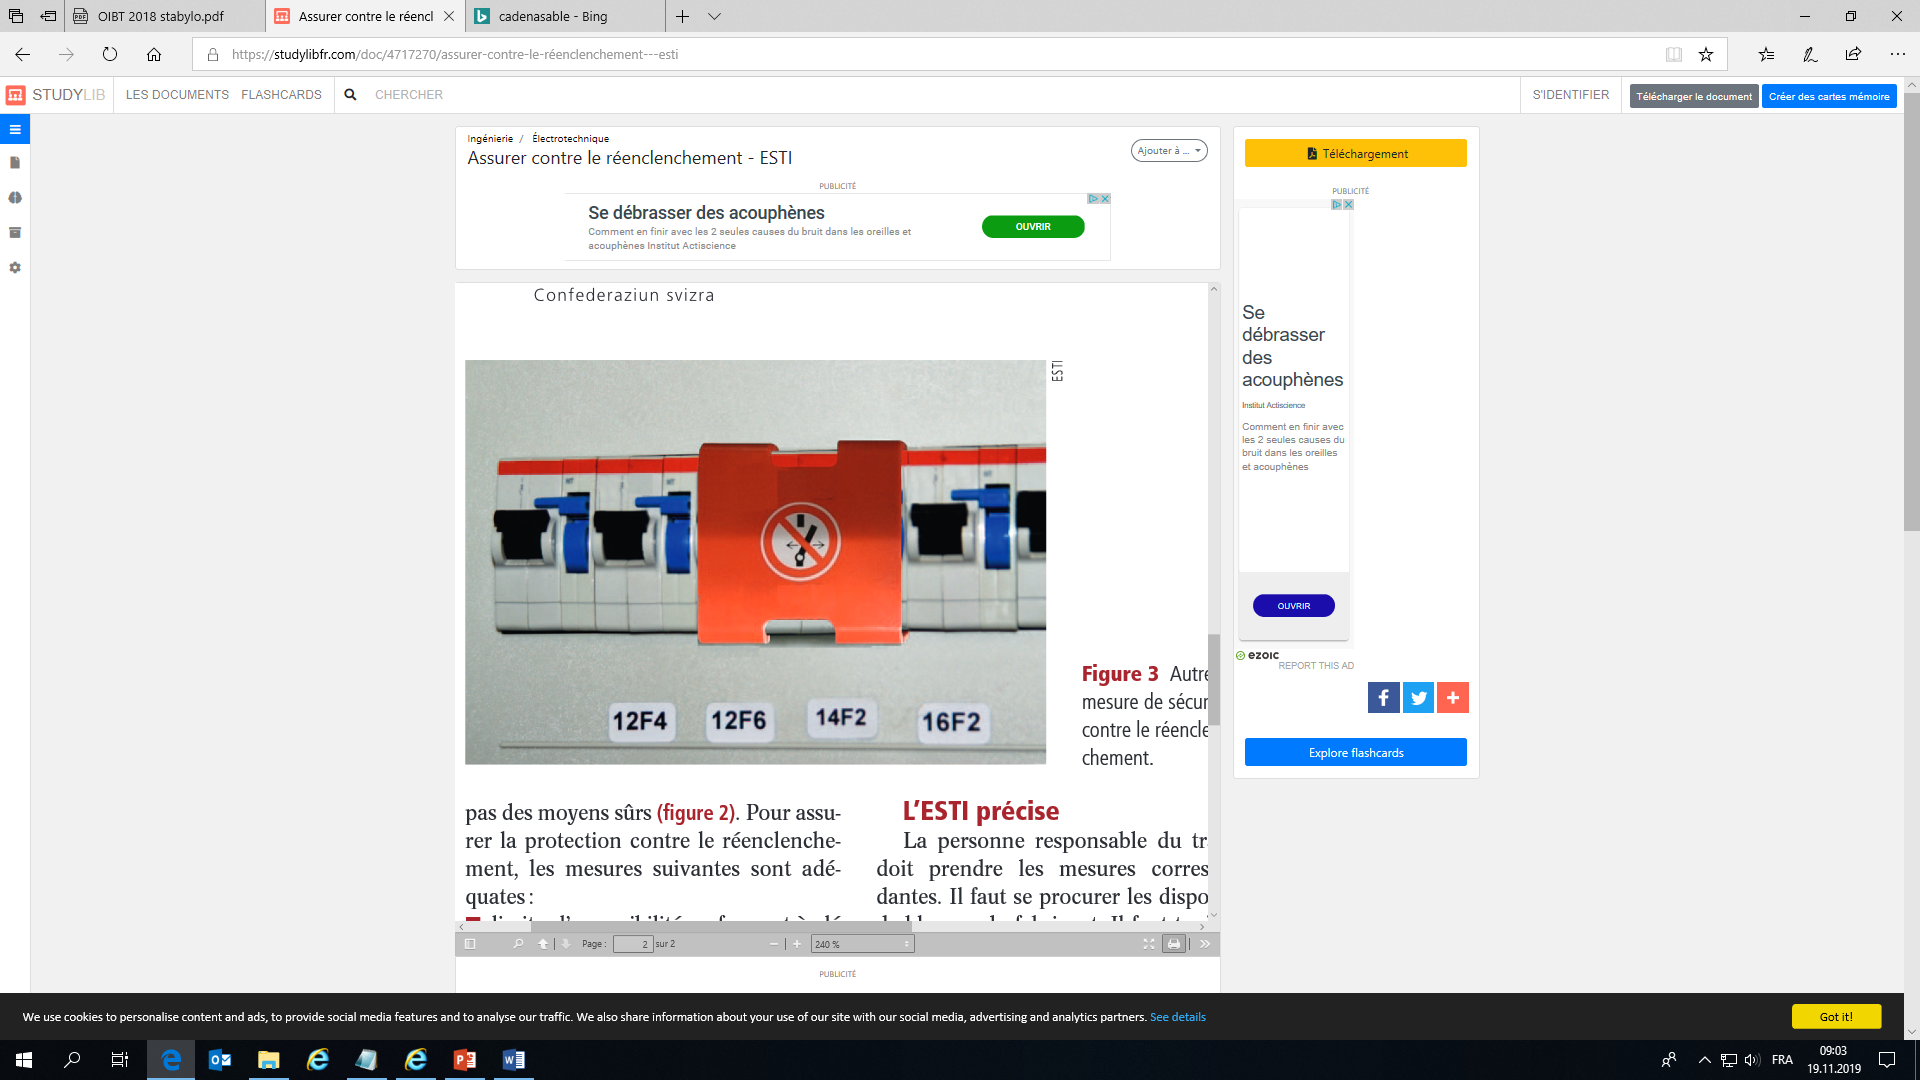 OIBT 2018 stabylo.pdf
Assurer contre le réencl
cadenasable - Bing
https://studylibfr.com/doc/4717270/assurer-contre-le-réenclenchement---esti
STUDYLIB
LES DOCUMENTS
FLASHCARDS
CHERCHER
S'IDENTIFIER
Télécharger le document
Créer des cartes mémoire
Ingénierie / Électrotechnique
Assurer contre le réenclenchement - ESTI
Ajouter à ...
PUBLICITÉ
Se débrasser des acouphènes
Comment en finir avec les 2 seules causes du bruit dans les oreilles et
acouphènes Institut Actiscience
OUVRIR
Confederaziun svizra
ESTI
12F4
12F6
14F2
16F2
Figure 3 Autre
mesure de sécur
contre le réencle
chement.
pas des moyens sûrs (figure 2). Pour assu-
rer la protection contre le réenclenche-
ment, les mesures suivantes sont adé-
quates :
L'ESTI précise
La personne responsable du tr
doit prendre les mesures corres
dantes. Il faut se procurer les dispo
Page :
2
sur 2
240 %
PUBLICITÉ
Téléchargement
PUBLICITÉ
Se
débrasser
des
acouphènes
Institut Actiscience
Comment en finir avec
les 2 seules causes du
bruit dans les oreilles
et acouphènes
OUVRIR
ezoic
REPORT THIS AD
Explore flashcards
We use cookies to personalise content and ads, to provide social media features and to analyse our traffic. We also share information about your use of our site with our social media, advertising and analytics partners. See details
Got it!
FRA
09:03
19.11.2019